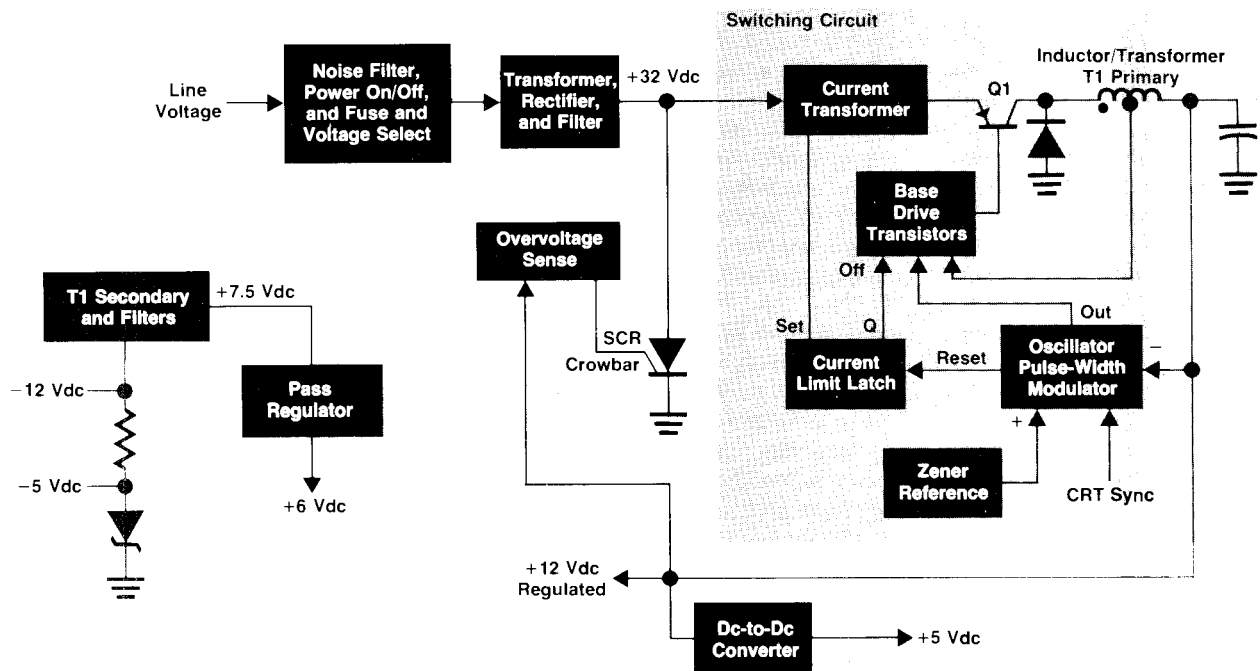 Switching Circuit
Line
Voltage
Noise Filter,
Power On/Off,
and Fuse and
Voltage Select
Transformer,
Rectifier,
and Filter
+32 Vdc
Current
Transformer
Q1
Inductor/Transformer
T1 Primary
Base
Drive
Transistors
Overvoltage
Sense
Off
T1 Secondary
and Filters
+7.5 Vdc
Set
Q
Out
SCR
Crowbar
Current
Limit Latch
Reset
Oscillator
Pulse-Width
Modulator
−
+
−12 Vdc
Pass
Regulator
−5 Vdc
+6 Vdc
Zener
Reference
CRT Sync
+12 Vdc
Regulated
Dc-to-Dc
Converter
+5 Vdc